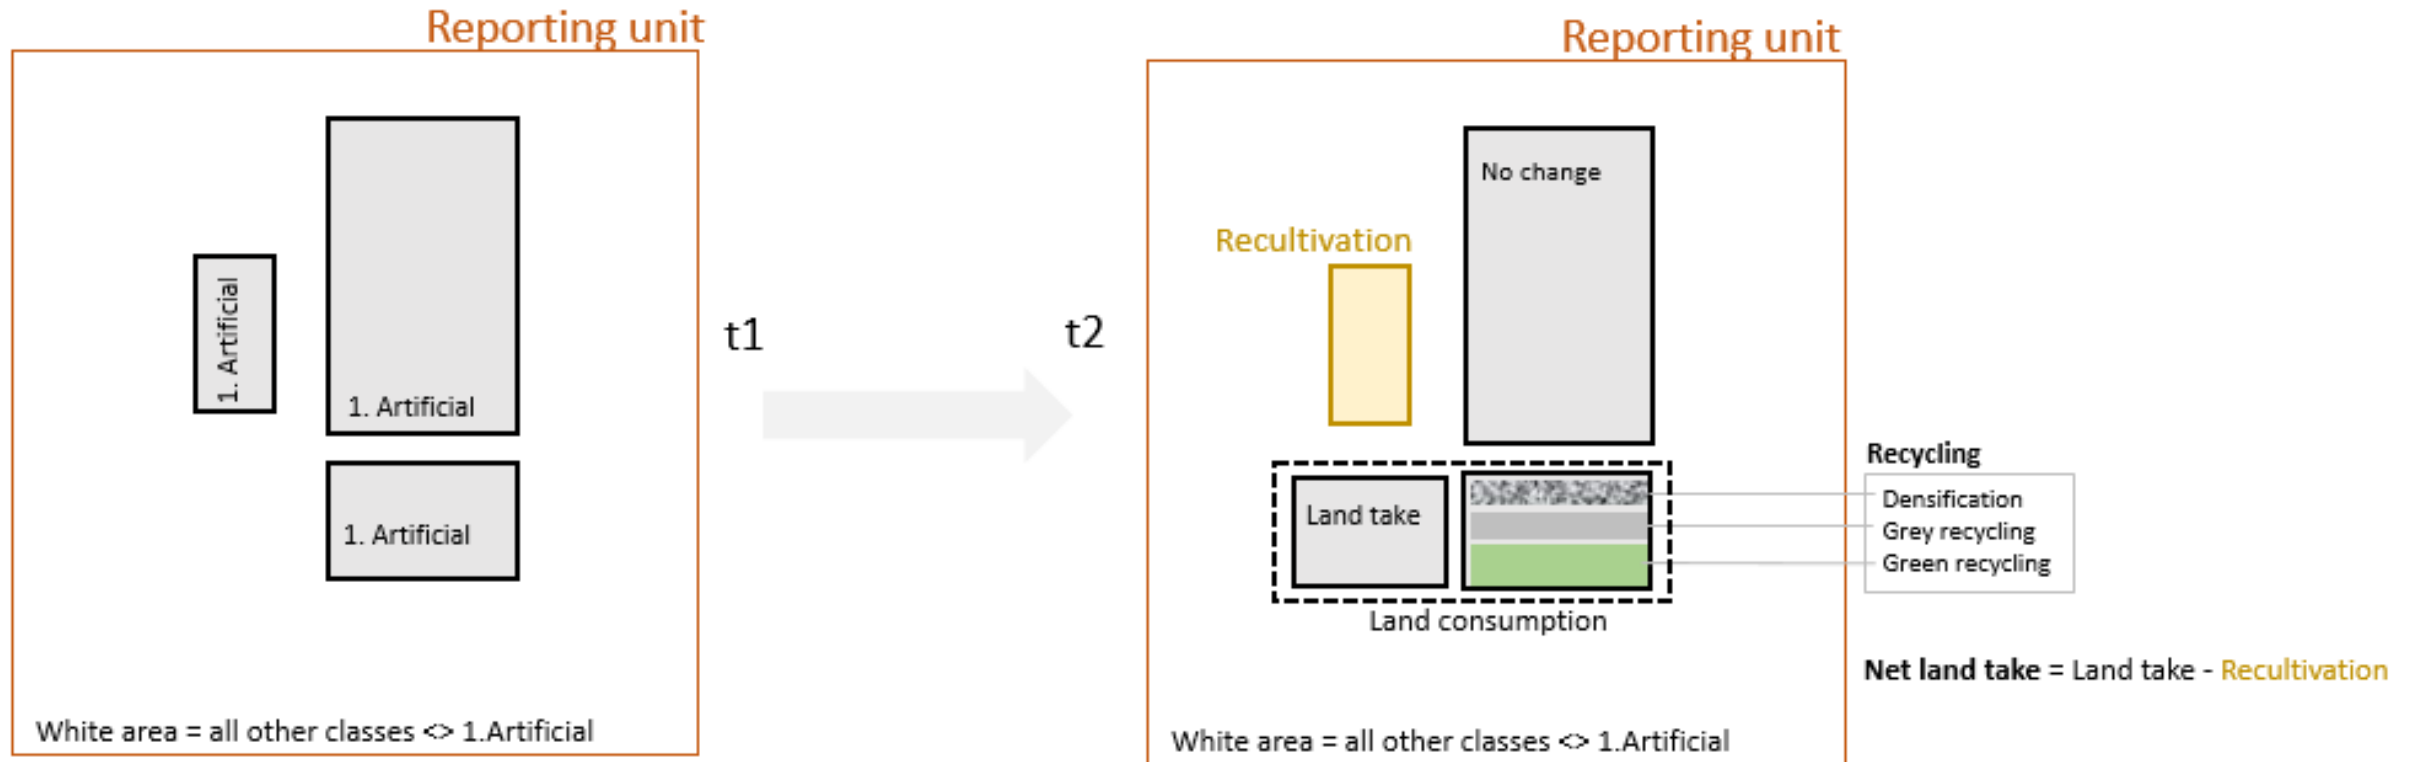 Reporting unit
1. Artificial
1. Artificial
1. Artificial
White area = all other classes <> 1.Artificial
t1
t2
Reporting unit
No change
Recultivation
Land take
Land consumption
White area = all other classes <> 1.Artificial
Recycling
Densification
Grey recycling
Green recycling
Net land take = Land take - Recultivation